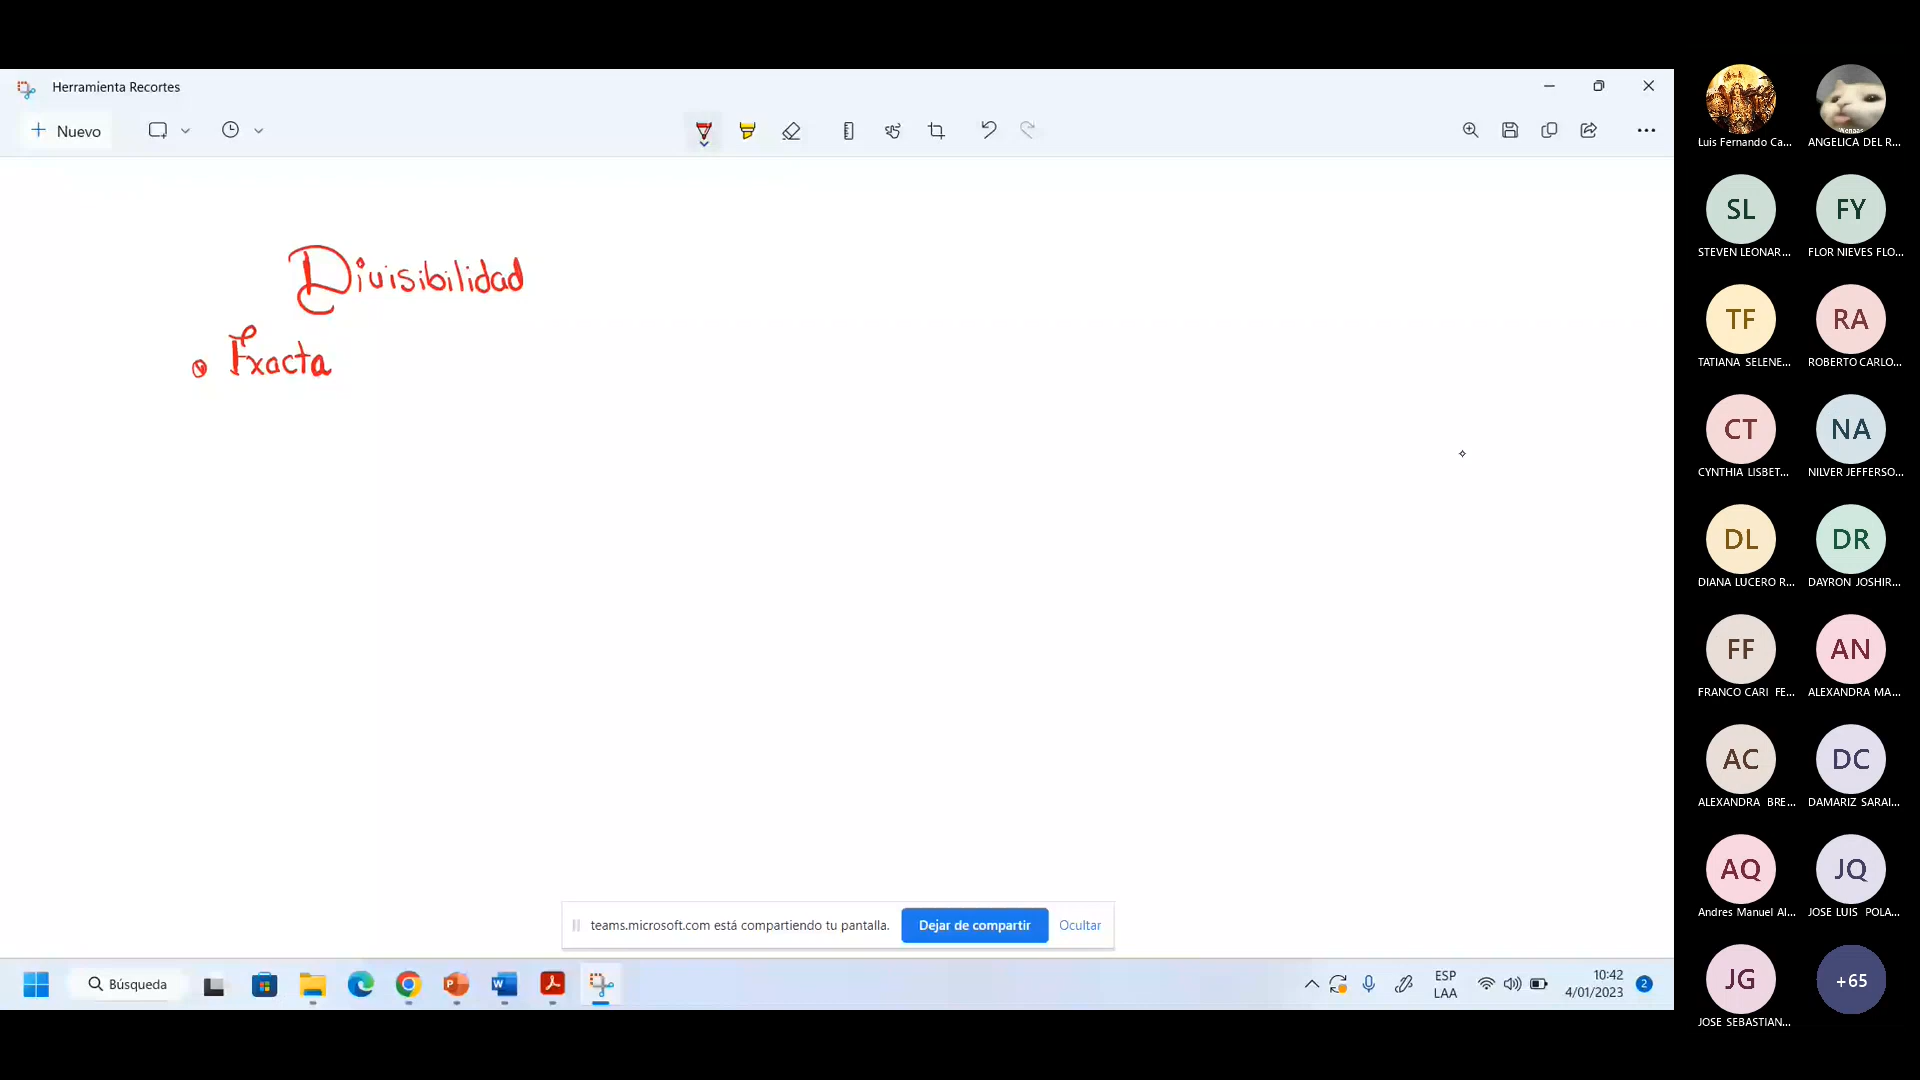 Herramienta Recortes
Nuevo
Divisibilidad
Exacta
teams.microsoft.com está compartiendo tu pantalla.
Dejar de compartir
Ocultar
Búsqueda
ESP
LAA
10:42
4/01/2023
2
Luis Fernando Ca...
ANGELICA DEL R...
SL
FY
STEVEN LEONAR...
FLOR NIEVES FLO...
TF
RA
TATIANA SELENE...
ROBERTO CARLO...
CT
NA
CYNTHIA LISBET...
NILVER JEFFERSO...
DL
DR
DIANA LUCERO R...
DAYRON JOSHIR...
FF
AN
FRANCO CARI FE...
ALEXANDRA MA...
AC
DC
ALEXANDRA BRE...
DAMARIZ SARAI...
AQ
JQ
Andres Manuel Al...
JOSE LUIS POLA...
JG
+65
JOSE SEBASTIAN...